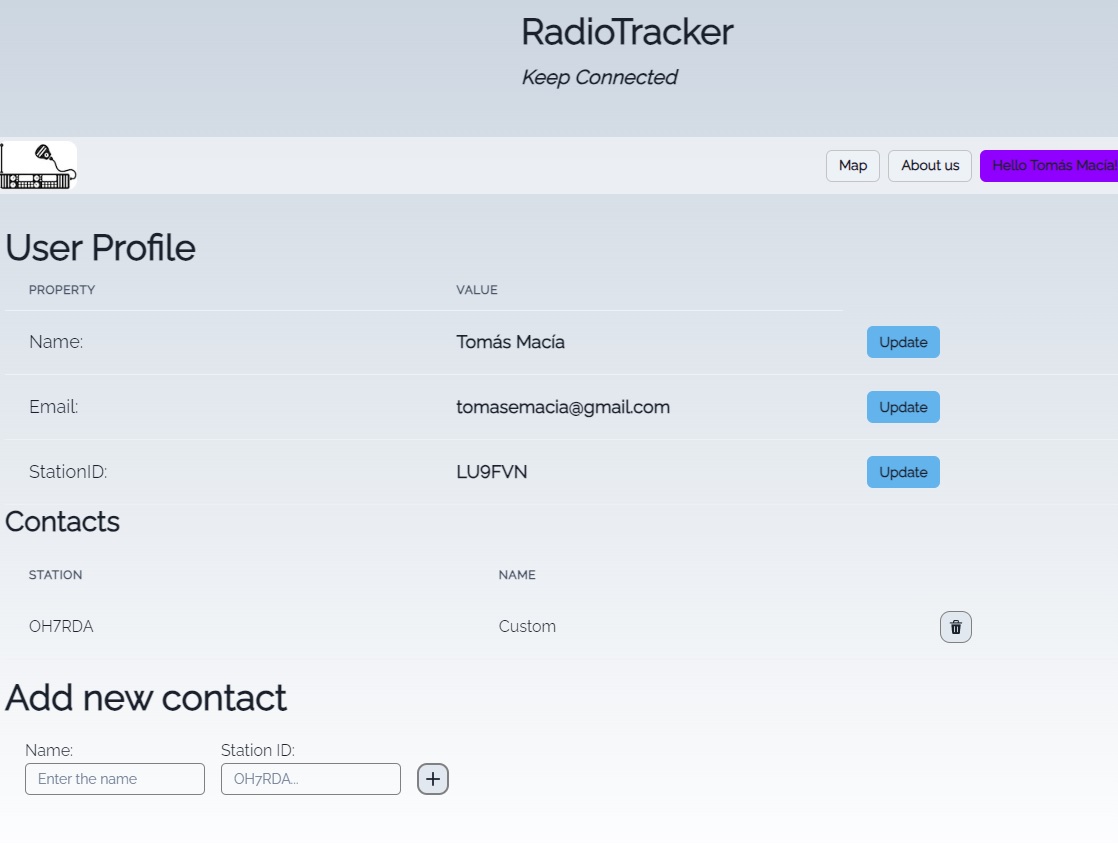 RadioTracker
Keep Connected
Map About us Hello Tomás Macía!
User Profile
PROPERTY VALUE
Name: Tomás Macía Update
Email: tomasemacia@gmail.com Update
StationID: LU9FVN Update
Contacts
STATION NAME
OH7RDA Custom
Add new contact
Name: Station ID:
Enter the name OH7RDA... +